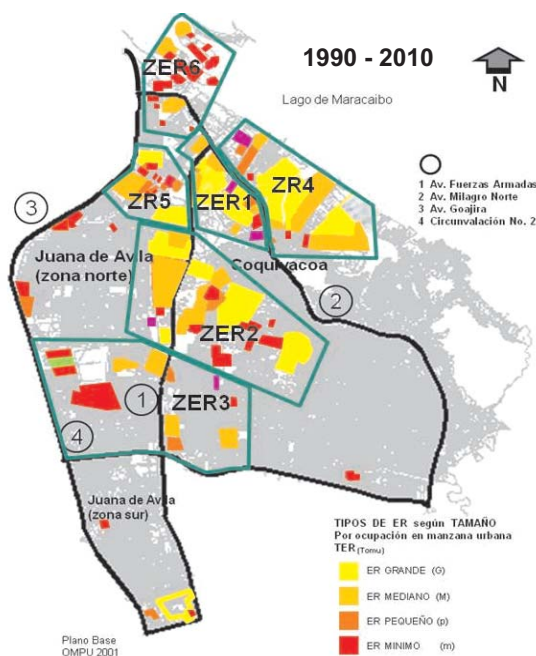 1990 - 2010
N
Lago de Maracaibo
ZER6
1 Av. Fuerzas Armadas
2 Av. Milagro Norte
3 Av. Goajira
4 Circunvalación No. 2
ZR5
ZER1
ZR4
3
Juana de Avila
(zona norte)
Coquivacoa
2
ZER2
1
ZER3
4
Juana de Avila
(zona sur)
TIPOS DE ER según TAMAÑO
Por ocupación en manzana urbana
TER (Tomu)
ER GRANDE (G)
ER MEDIANO (M)
ER PEQUEÑO (p)
ER MINIMO (m)
Plano Base
OMPU 2001